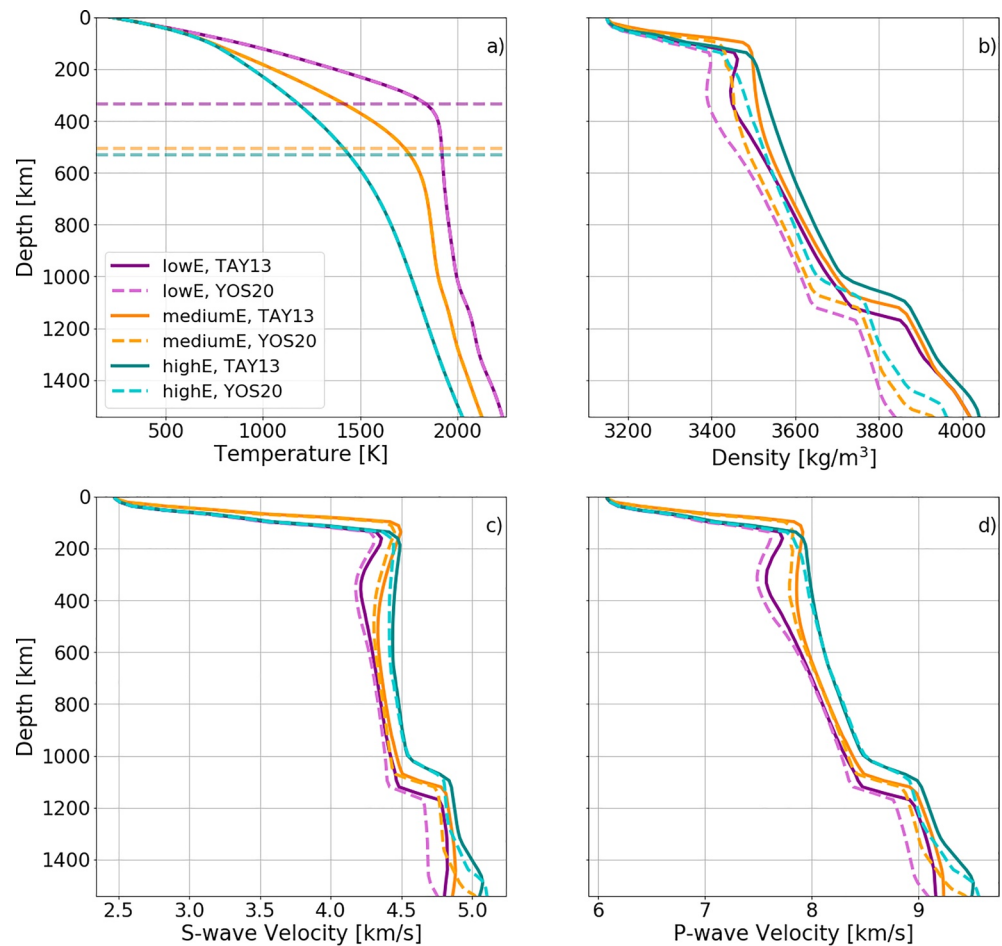 0
200
400
600
800
1000
1200
1400
Depth [km]
a)
lowE, TAY13
lowE, YOS20
mediumE, TAY13
mediumE, YOS20
highE, TAY13
highE, YOS20
500 1000 1500 2000
Temperature [K]
b)
3200 3400 3600 3800 4000
Density [kg/m³]
0
200
400
600
800
1000
1200
1400
Depth [km]
c)
2.5 3.0 3.5 4.0 4.5 5.0
S-wave Velocity [km/s]
d)
6 7 8 9
P-wave Velocity [km/s]